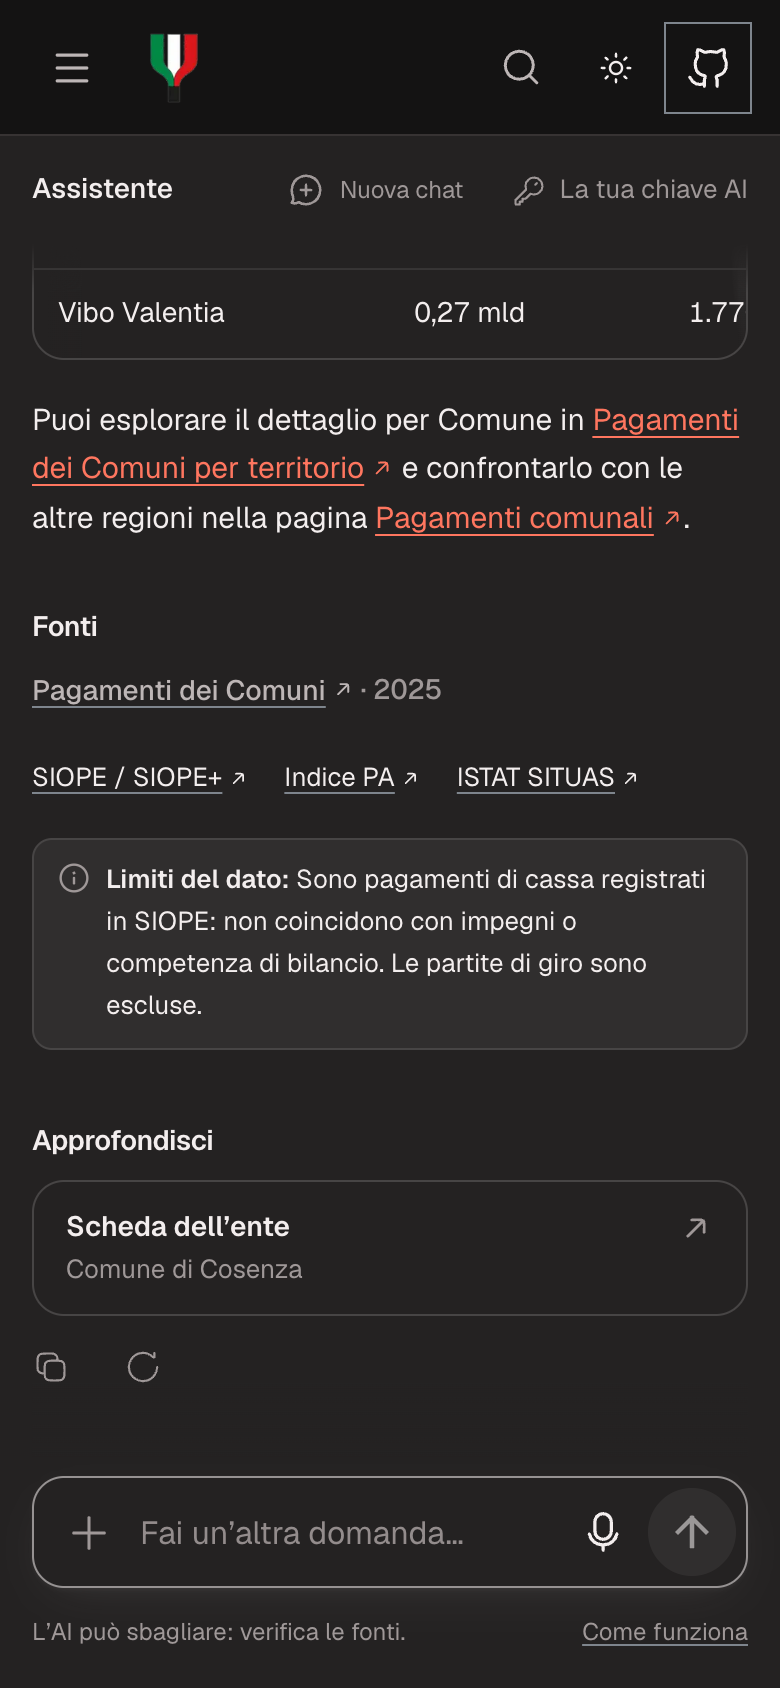 Assistente
Nuova chat
La tua chiave AI
Vibo Valentia 0,27 mld 1.77
Puoi esplorare il dettaglio per Comune in Pagamenti
dei Comuni per territorio ↗ e confrontarlo con le
altre regioni nella pagina Pagamenti comunali ↗.
Fonti
Pagamenti dei Comuni ↗ · 2025
SIOPE / SIOPE+ ↗ Indice PA ↗ ISTAT SITUAS ↗
Limiti del dato: Sono pagamenti di cassa registrati
in SIOPE: non coincidono con impegni o
competenza di bilancio. Le partite di giro sono
escluse.
Approfondisci
Scheda dell’ente
Comune di Cosenza
Fai un’altra domanda…
L’AI può sbagliare: verifica le fonti.
Come funziona